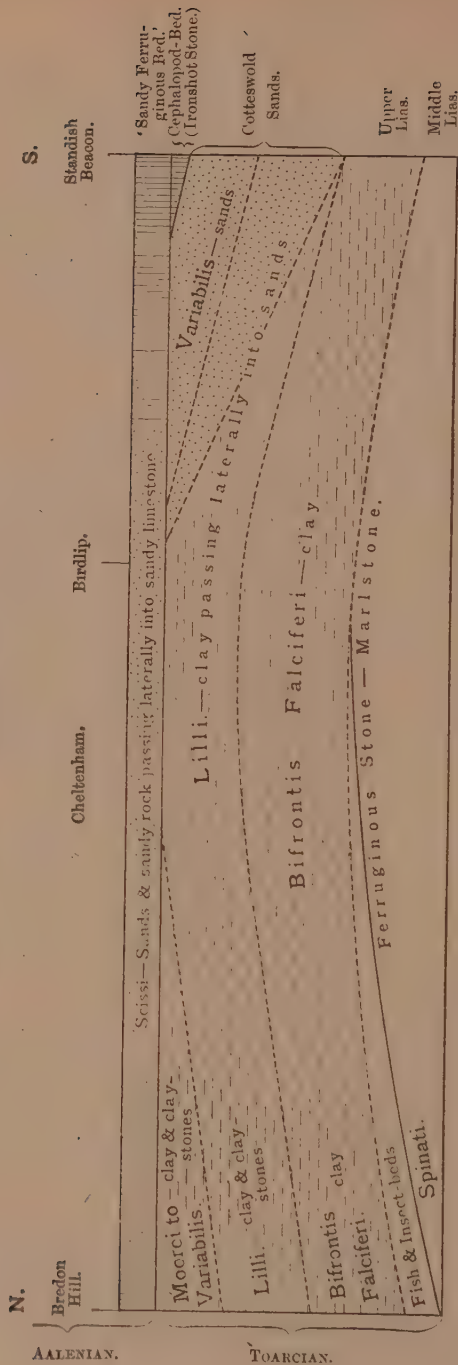 N.
S.
Bredon
Hill.
Cheltenham.
Birdlip.
Standish
Beacon.
'Sandy Ferru-
ginous Bed.'
Cephalopod-Bed.
(Ironshot Stone.)
Cotteswold
Sands.
Upper
Lias.
Middle
Lias.
AALENIAN.
TOARCIAN.
Scissi—Sands & sandy rock passing laterally into sandy limestone
Moorei to clay & clay-
Variabilis. stones
Lilli. clay & clay-
stones
Bifrontis clay
Falciferi.
Fish & Insect-beds
Spinati.
Variabilis—sands
Lilli.—clay passing laterally into sands
Bifrontis Falciferi—clay
Ferruginous Stone—Marlstone.